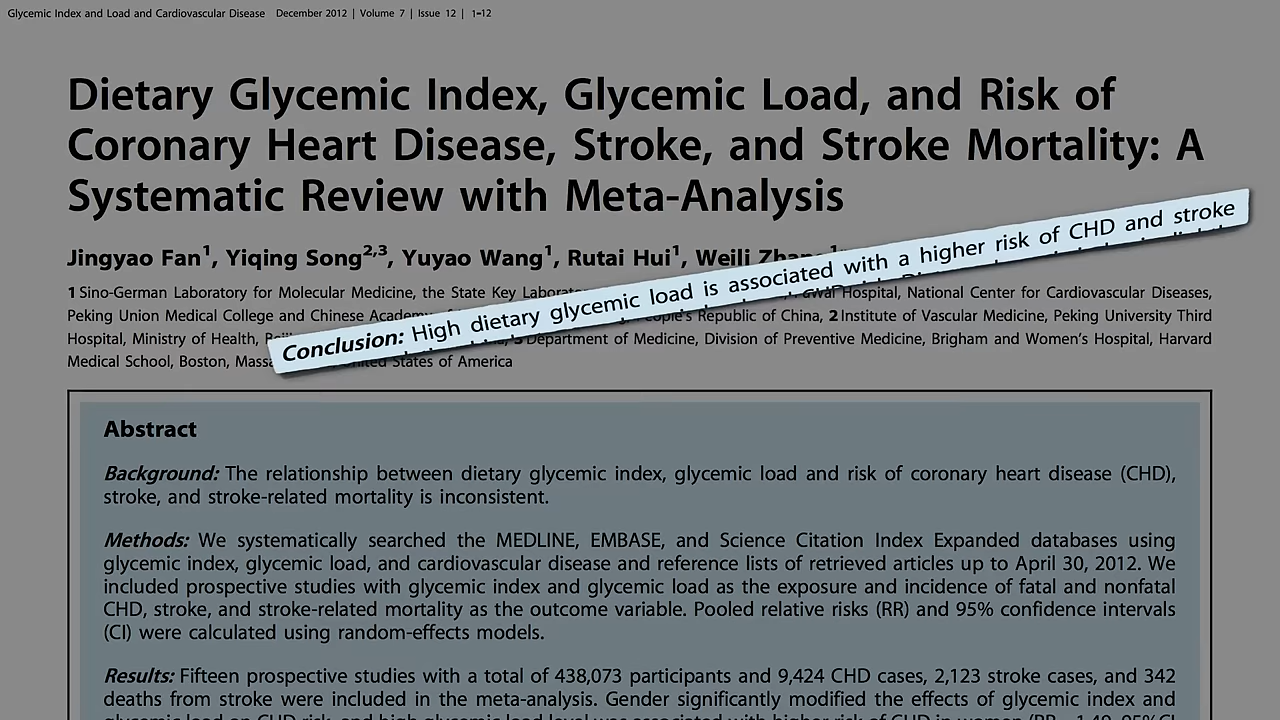 Glycemic Index and Load and Cardiovascular Disease December 2012 | Volume 7 | Issue 12 | 1-12
Dietary Glycemic Index, Glycemic Load, and Risk of
Coronary Heart Disease, Stroke, and Stroke Mortality: A
Systematic Review with Meta-Analysis
Jingyao Fan1, Yiqing Song2,3, Yuyao Wang1, Rutai Hui1, Weili
Conclusion: High dietary glycemic load is associated with a higher risk of CHD and stroke
1 Sino-German Laboratory for Molecular Medicine, the State Key Hospital, National Center for Cardiovascular Diseases,
Peking Union Medical College and Chinese Republic of China, 2 Institute of Vascular Medicine, Peking University Third
Hospital, Ministry of Health, Department of Medicine, Division of Preventive Medicine, Brigham and Women's Hospital, Harvard
Medical School, Boston, States of America
Abstract
Background: The relationship between dietary glycemic index, glycemic load and risk of coronary heart disease (CHD),
stroke, and stroke-related mortality is inconsistent.
Methods: We systematically searched the MEDLINE, EMBASE, and Science Citation Index Expanded databases using
glycemic index, glycemic load, and cardiovascular disease and reference lists of retrieved articles up to April 30, 2012. We
included prospective studies with glycemic index and glycemic load as the exposure and incidence of fatal and nonfatal
CHD, stroke, and stroke-related mortality as the outcome variable. Pooled relative risks (RR) and 95% confidence intervals
(CI) were calculated using random-effects models.
Results: Fifteen prospective studies with a total of 438,073 participants and 9,424 CHD cases, 2,123 stroke cases, and 342
deaths from stroke were included in the meta-analysis. Gender significantly modified the effects of glycemic index and